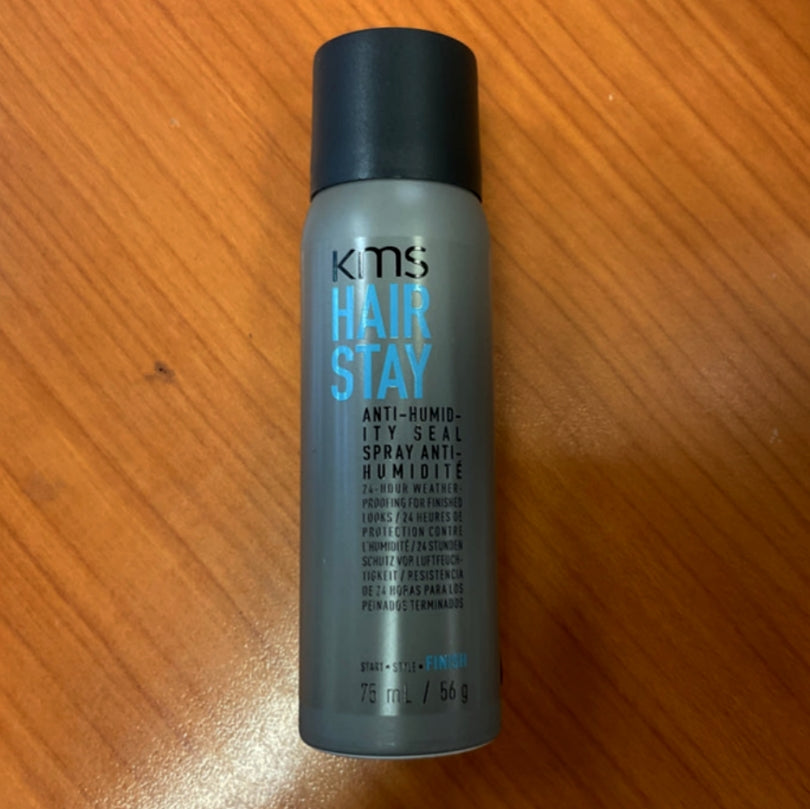 kms
HAIR
STAY
ANTI-HUMID-
ITY SEAL
SPRAY ANTI-
HUMIDITÉ
24-HOUR WEATHER-
PROOFING FOR FINISHED
LOOKS / 24 HEURES DE
PROTECTION CONTRE
L'HUMIDITÉ / 24 STUNDEN
SCHUTZ VOR LUFTFEUCH-
TIGKEIT / RESISTENCIA
DE 24 HORAS PARA LOS
PEINADOS TERMINADOS
START • STYLE • FINISH
75 mL / 56 g